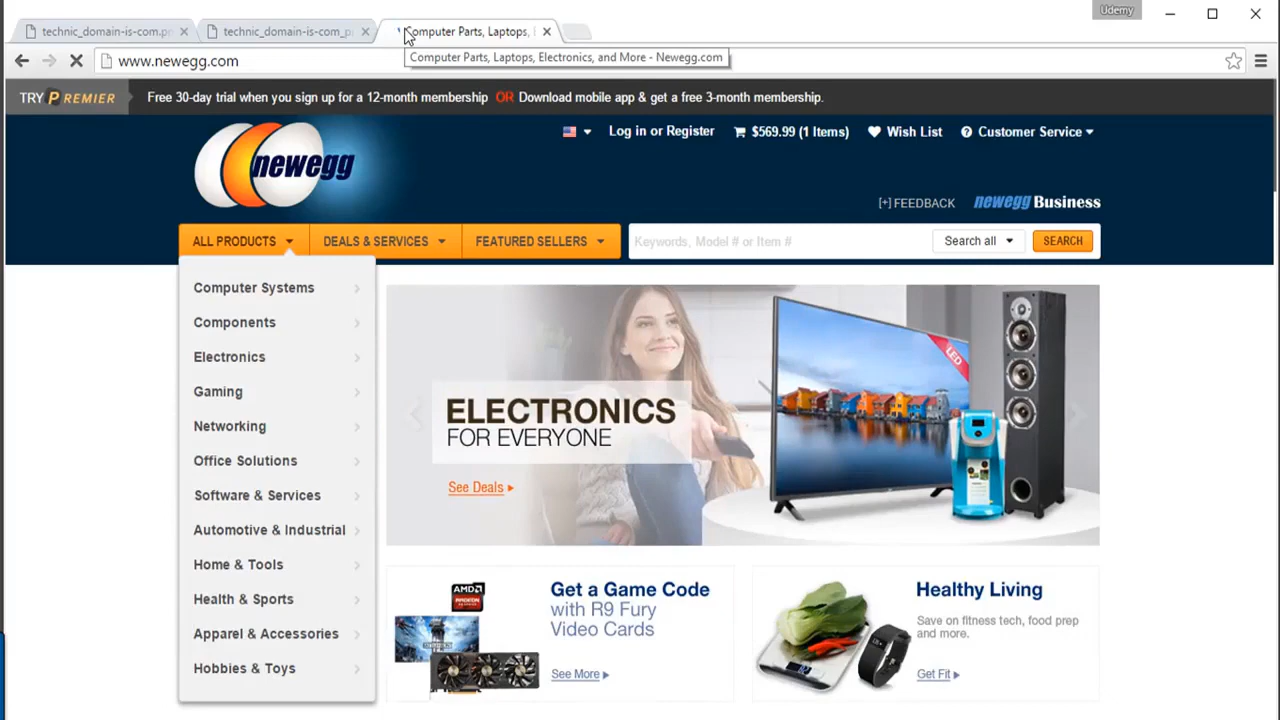 Udemy
technic_domain-is-com.pr
technic_domain-is-com_p
Computer Parts, Laptops, E
www.newegg.com
Computer Parts, Laptops, Electronics, and More - Newegg.com
TRY PREMIER
Free 30-day trial when you sign up for a 12-month membership OR Download mobile app & get a free 3-month membership.
newegg
Log in or Register
$569.99 (1 Items)
Wish List
Customer Service
[+] FEEDBACK
newegg Business
ALL PRODUCTS
DEALS & SERVICES
FEATURED SELLERS
Keywords, Model # or Item #
Search all
SEARCH
Computer Systems
Components
Electronics
Gaming
Networking
Office Solutions
Software & Services
Automotive & Industrial
Home & Tools
Health & Sports
Apparel & Accessories
Hobbies & Toys
LED
ELECTRONICS
FOR EVERYONE
See Deals
AMD
RADEON
Get a Game Code
with R9 Fury
Video Cards
See More
Healthy Living
Save on fitness tech, food prep
and more.
Get Fit